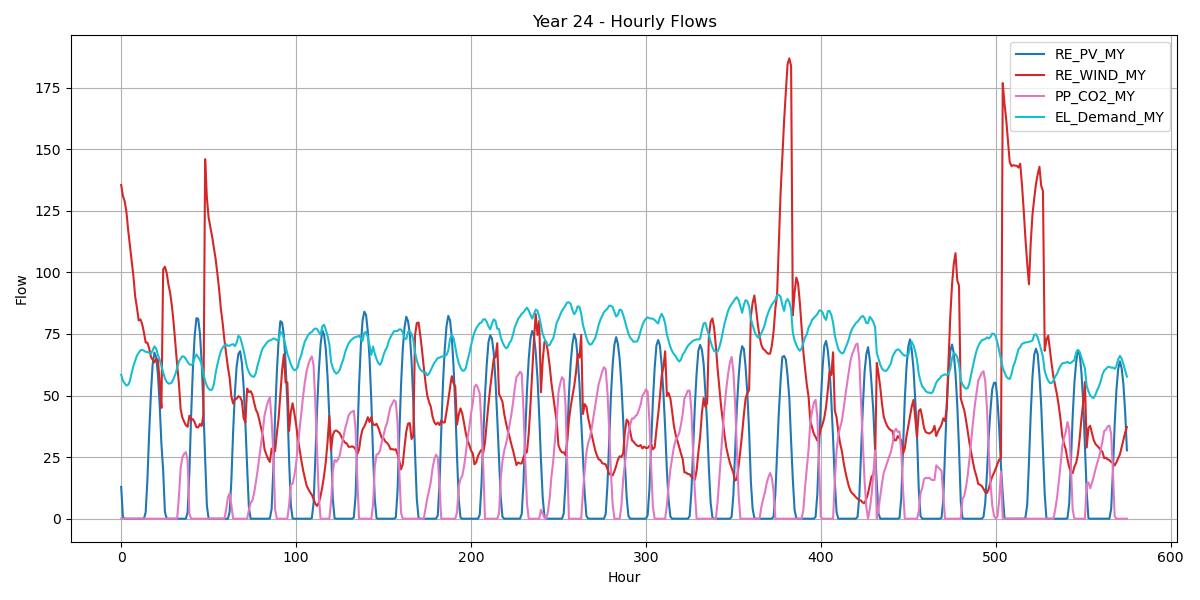 Year 24 - Hourly Flows
RE_PV_MY
RE_WIND_MY
PP_CO2_MY
EL_Demand_MY
Flow
175
150
125
100
75
50
25
0
0 100 200 300 400 500 600
Hour